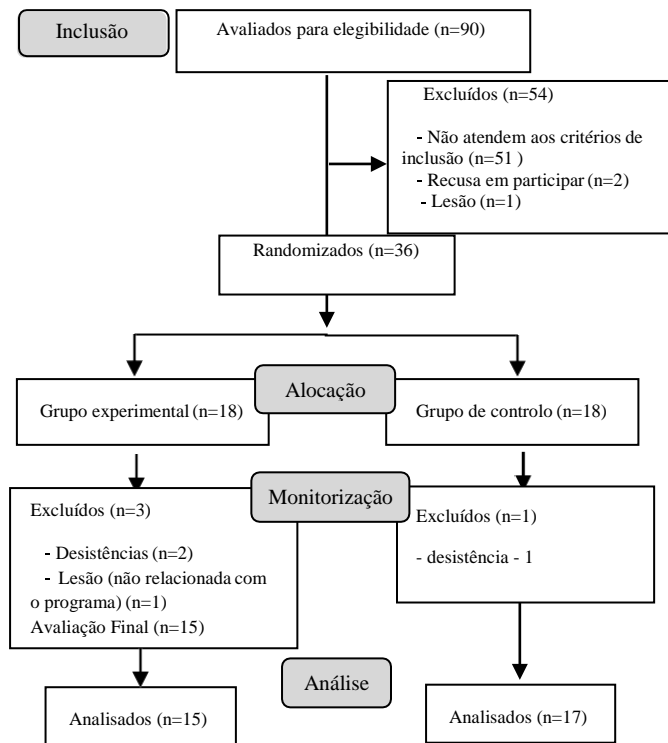 Inclusão
Avaliados para elegibilidade (n=90)
Excluídos (n=54)
- Não atendem aos critérios de
inclusão (n=51 )
- Recusa em participar (n=2)
- Lesão (n=1)
Randomizados (n=36)
Alocação
Grupo experimental (n=18)
Grupo de controlo (n=18)
Monitorização
Excluídos (n=3)
- Desistências (n=2)
- Lesão (não relacionada com
o programa) (n=1)
Avaliação Final (n=15)
Excluídos (n=1)
- desistência - 1
Análise
Analisados (n=15)
Analisados (n=17)